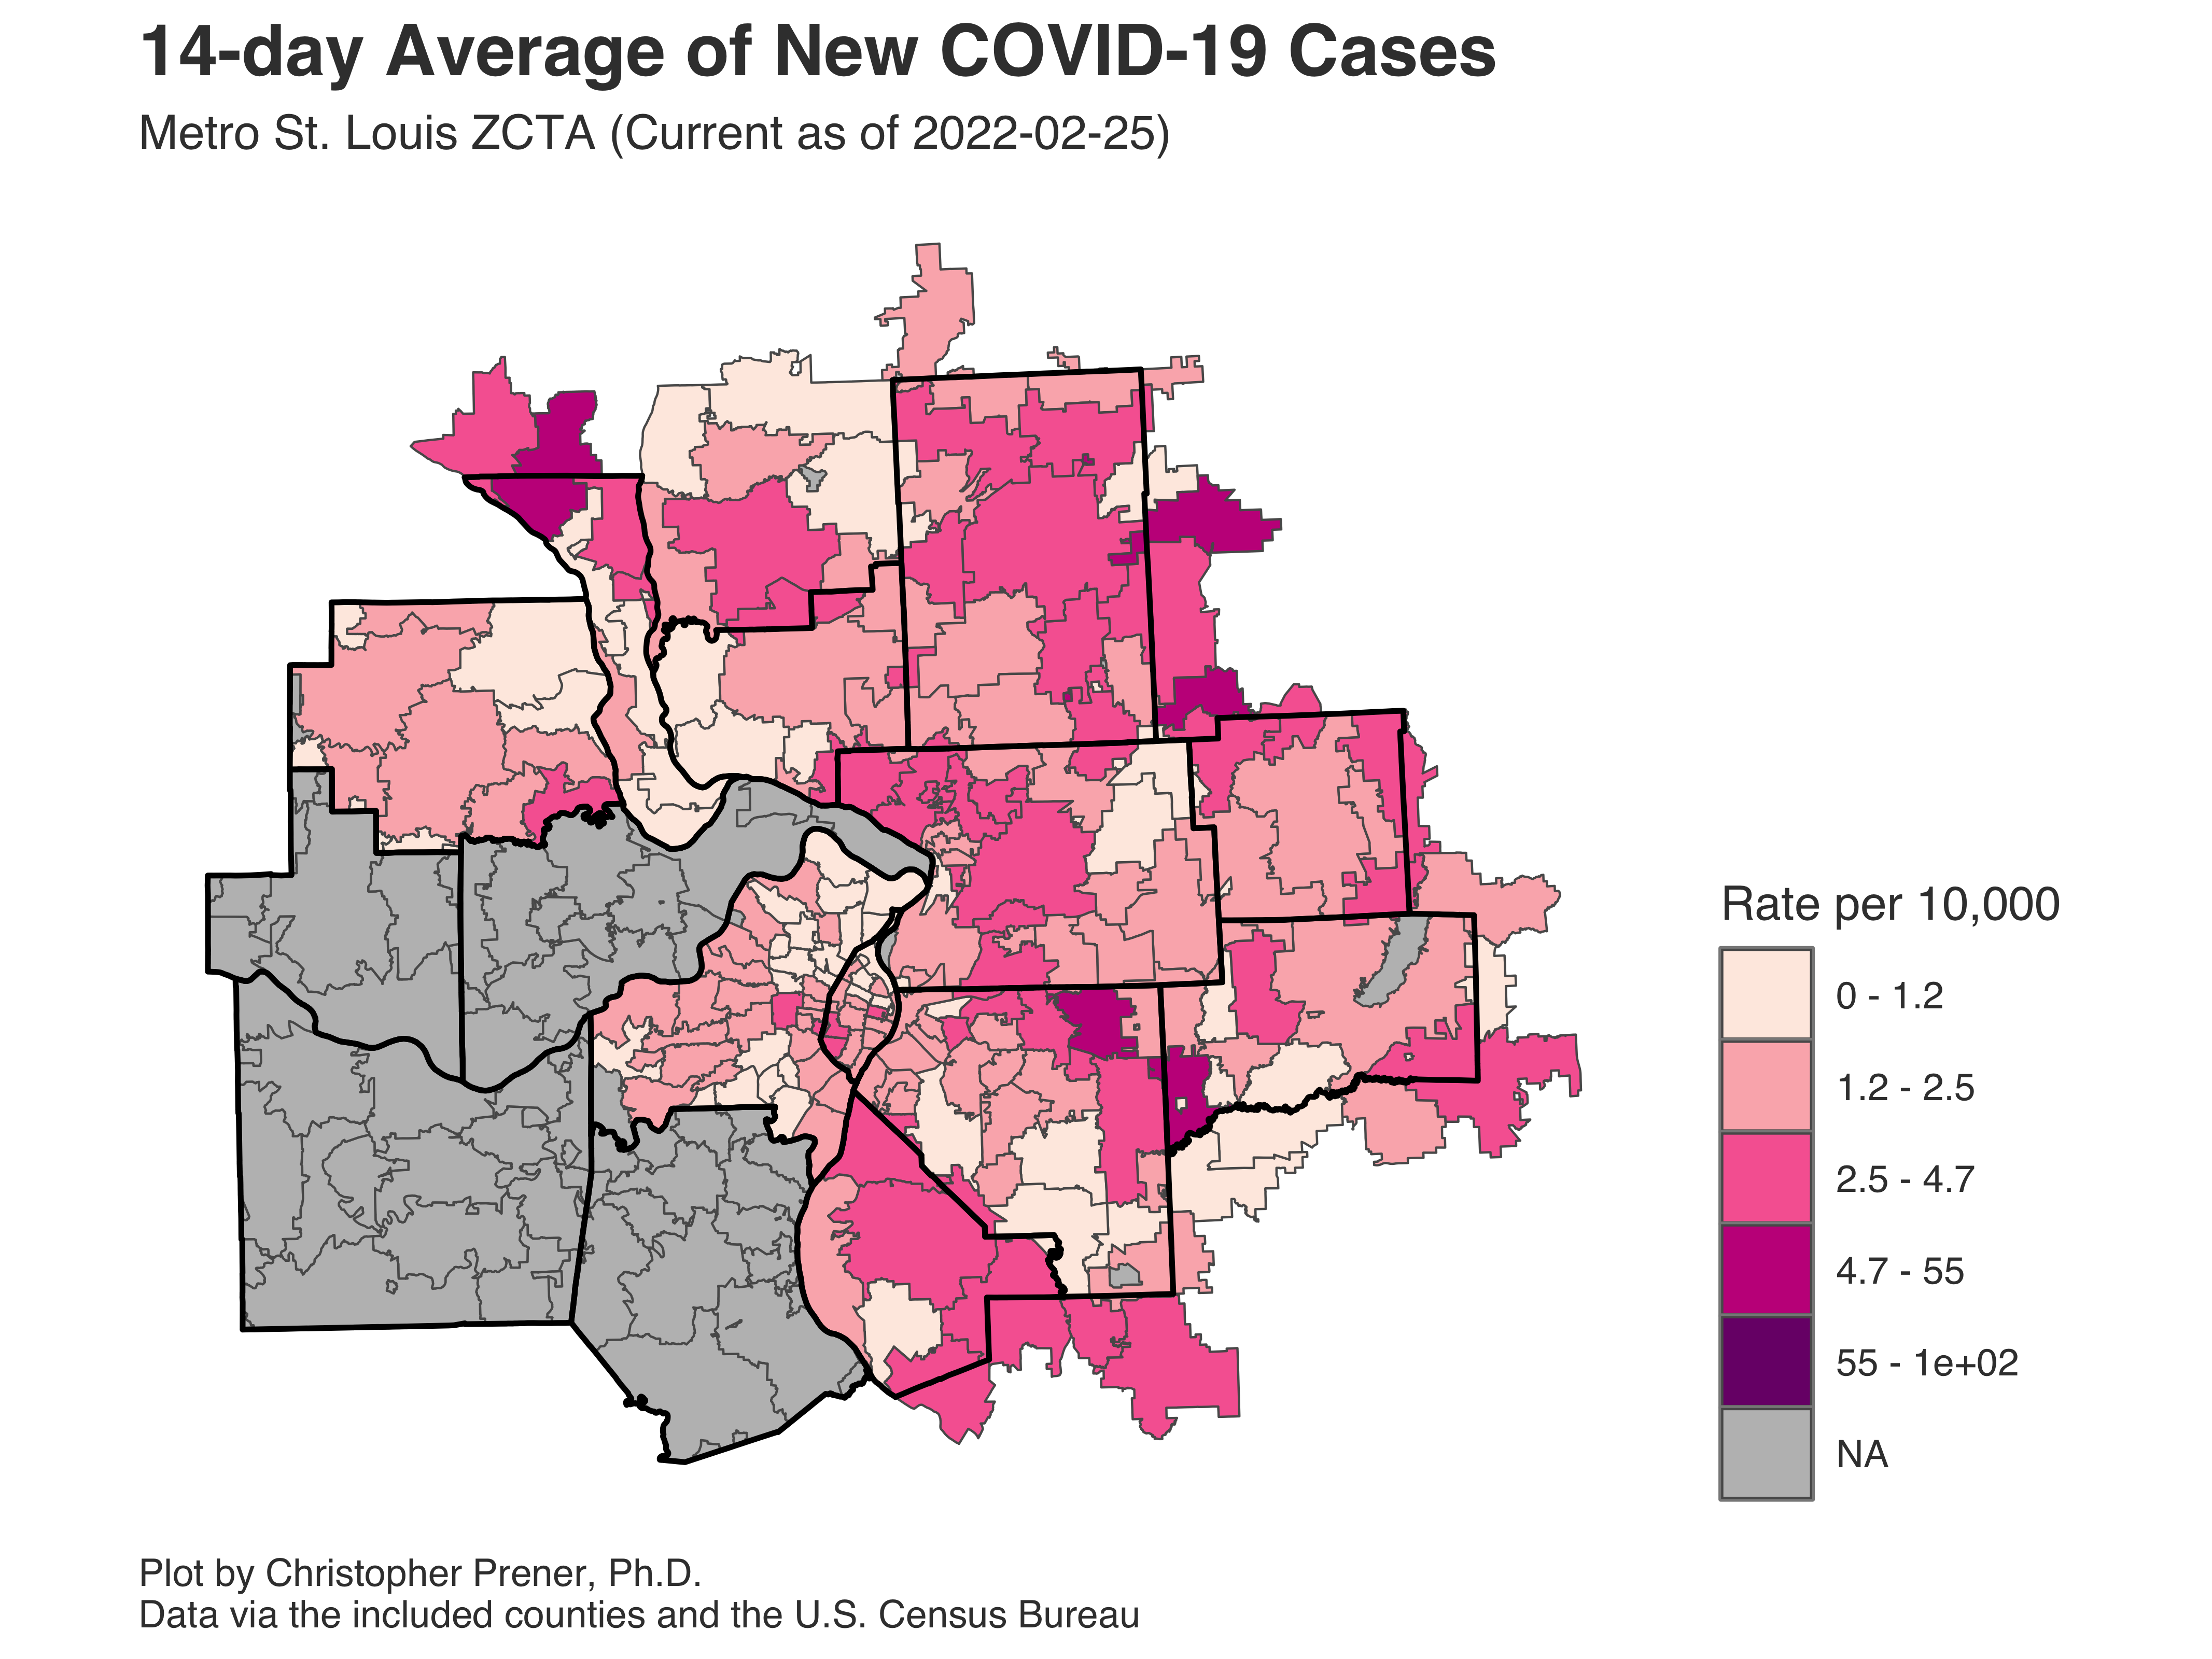 14-day Average of New COVID-19 Cases
Metro St. Louis ZCTA (Current as of 2022-02-25)
Rate per 10,000
0 - 1.2
1.2 - 2.5
2.5 - 4.7
4.7 - 55
55 - 1e+02
NA
Plot by Christopher Prener, Ph.D.
Data via the included counties and the U.S. Census Bureau